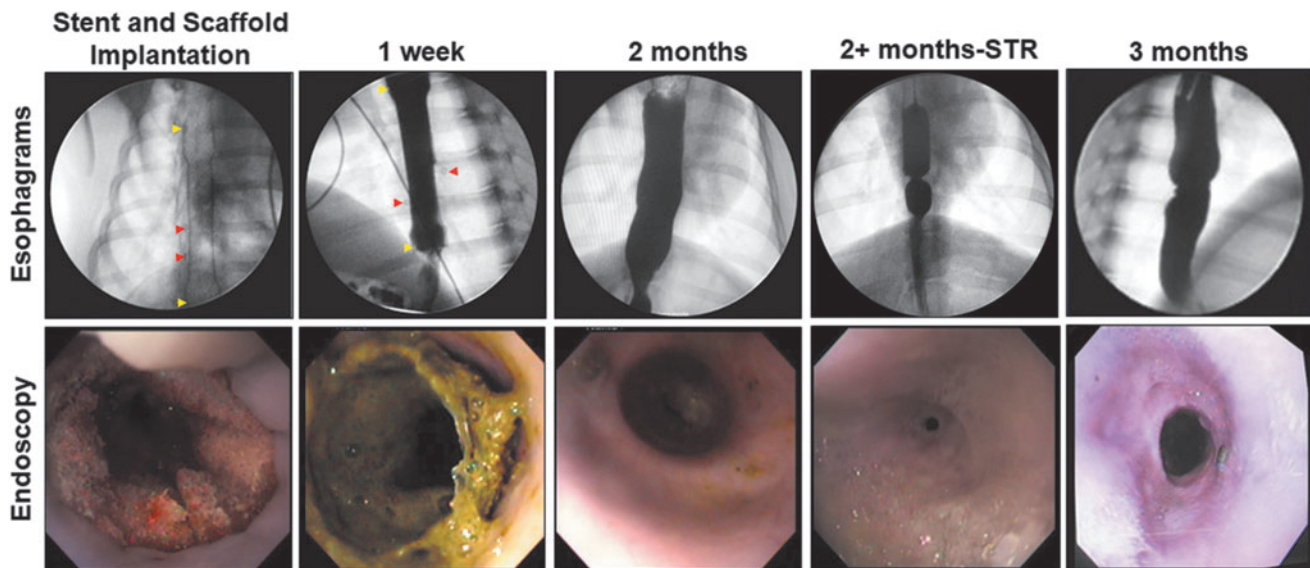 Stent and Scaffold
Implantation
1 week
2 months
2+ months-STR
3 months
Esophagrams
Endoscopy